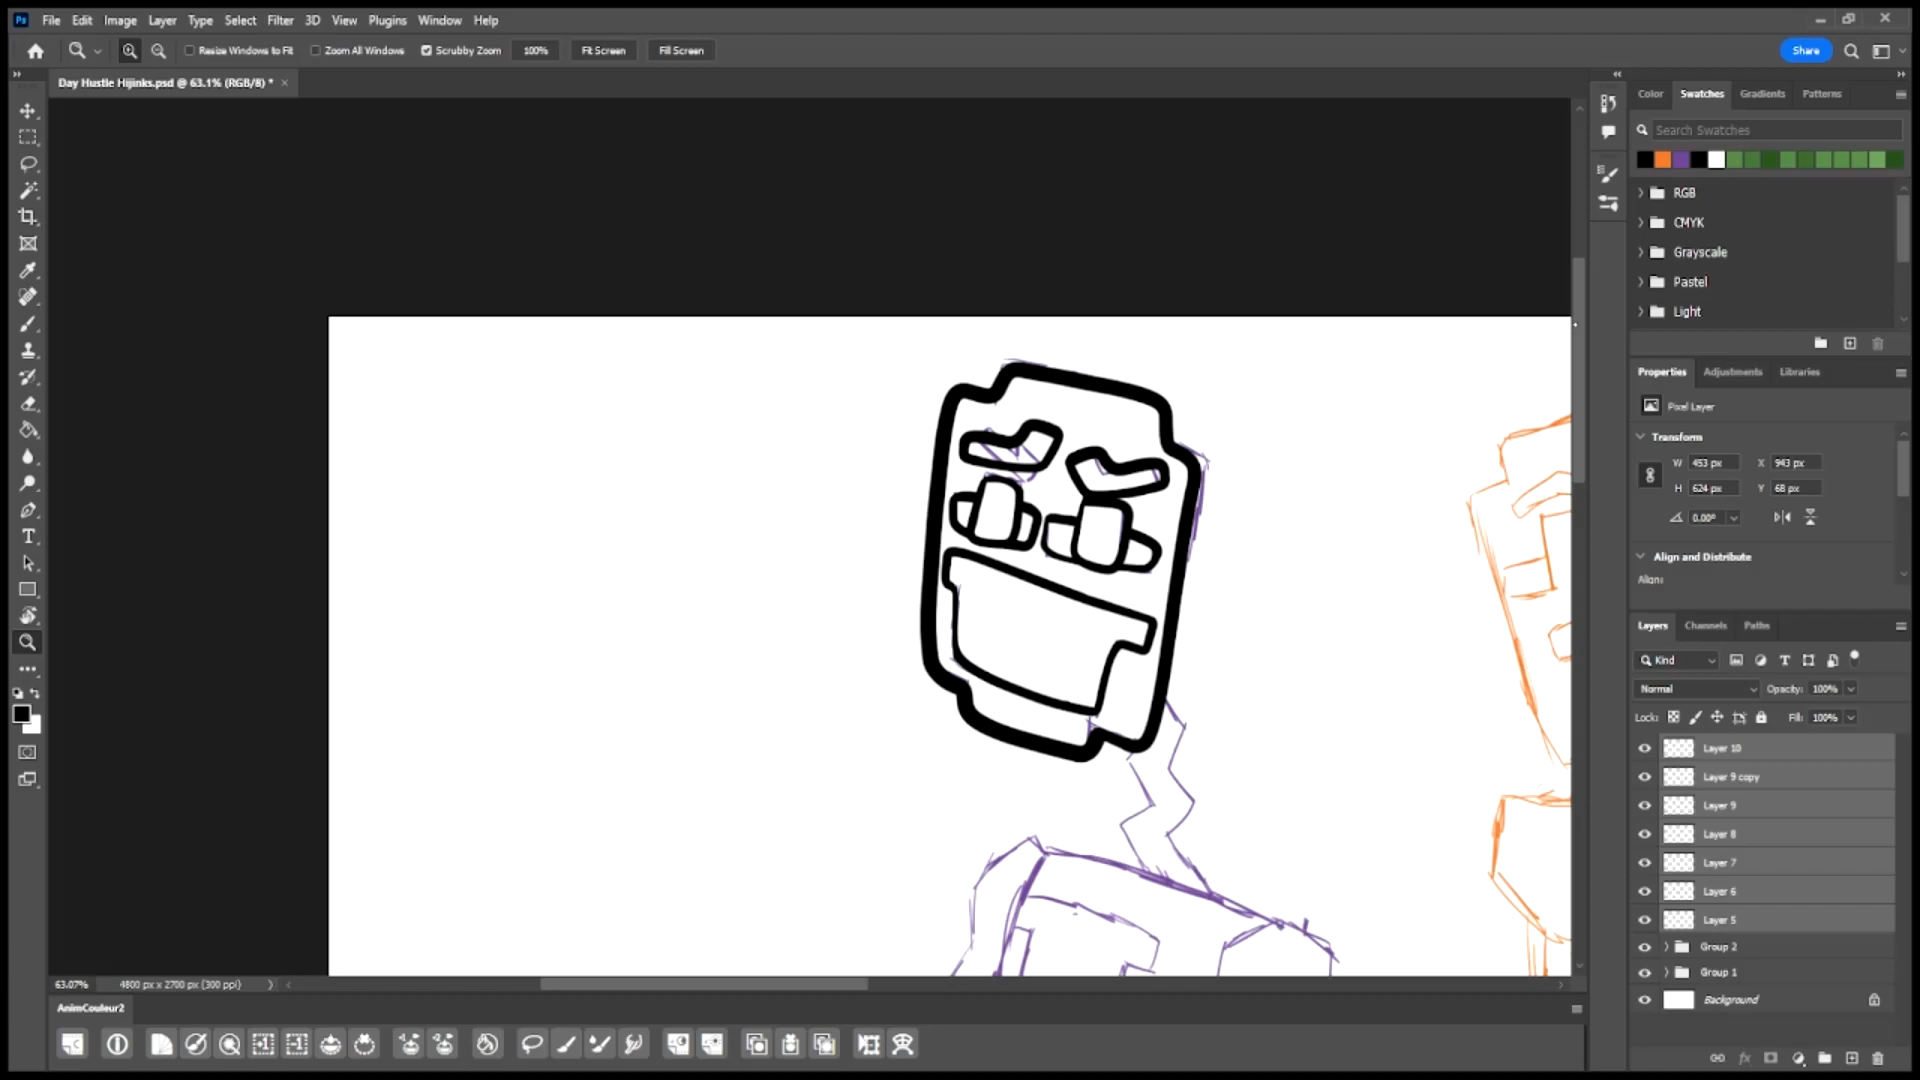 Ps File Edit Image Layer Type Select Filter 3D View Plugins Window Help
Resize Windows to Fit Zoom All Windows Scrubby Zoom 100% Fit Screen Fill Screen Share
Day Hustle Hijinks.psd @ 63.1% (RGB/8) *
Color Swatches Gradients Patterns
Search Swatches
RGB
CMYK
Grayscale
Pastel
Light
Properties Adjustments Libraries
Pixel Layer
Transform
W 453 px X 943 px
H 624 px Y 68 px
0.00°
Align and Distribute
Align:
Layers Channels Paths
Kind
Normal Opacity: 100%
Lock: Fill: 100%
Layer 10
Layer 9 copy
Layer 9
Layer 8
Layer 7
Layer 6
Layer 5
Group 2
Group 1
Background
63.07% 4800 px x 2700 px (300 ppi)
AnimCouleur2